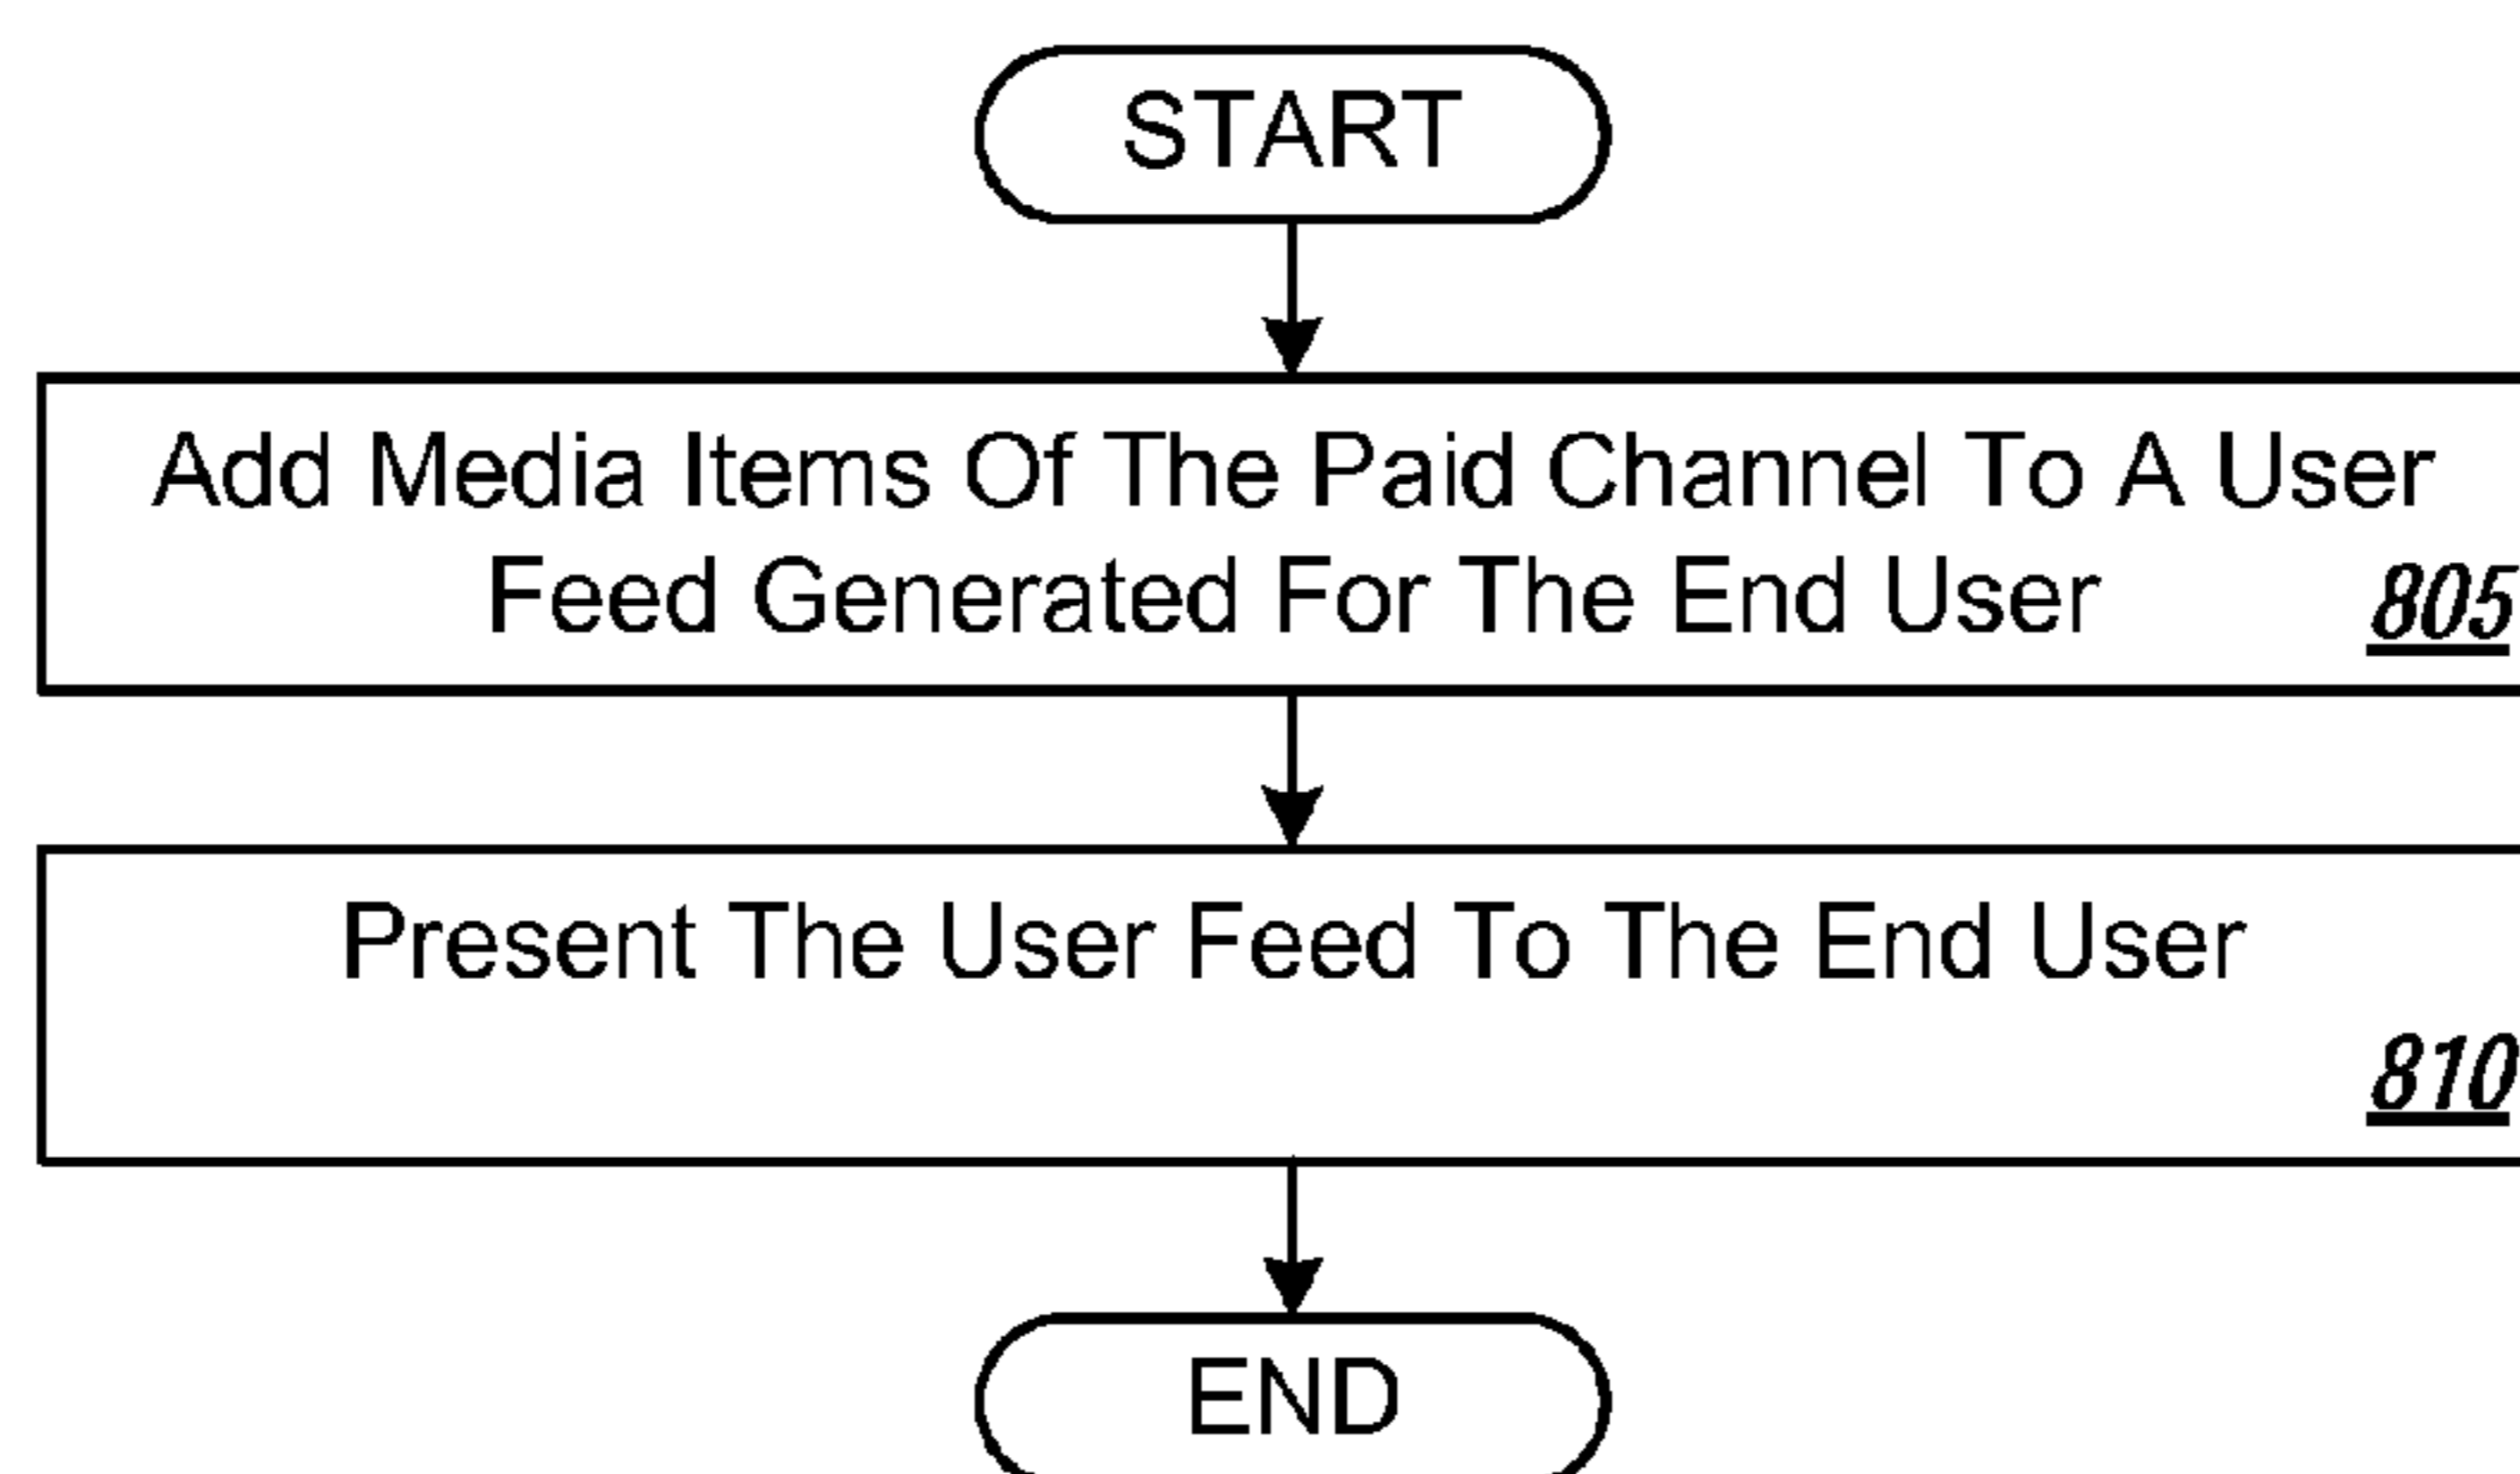 START
Add Media Items Of The Paid Channel To A User
Feed Generated For The End User 805
Present The User Feed To The End User
810
END